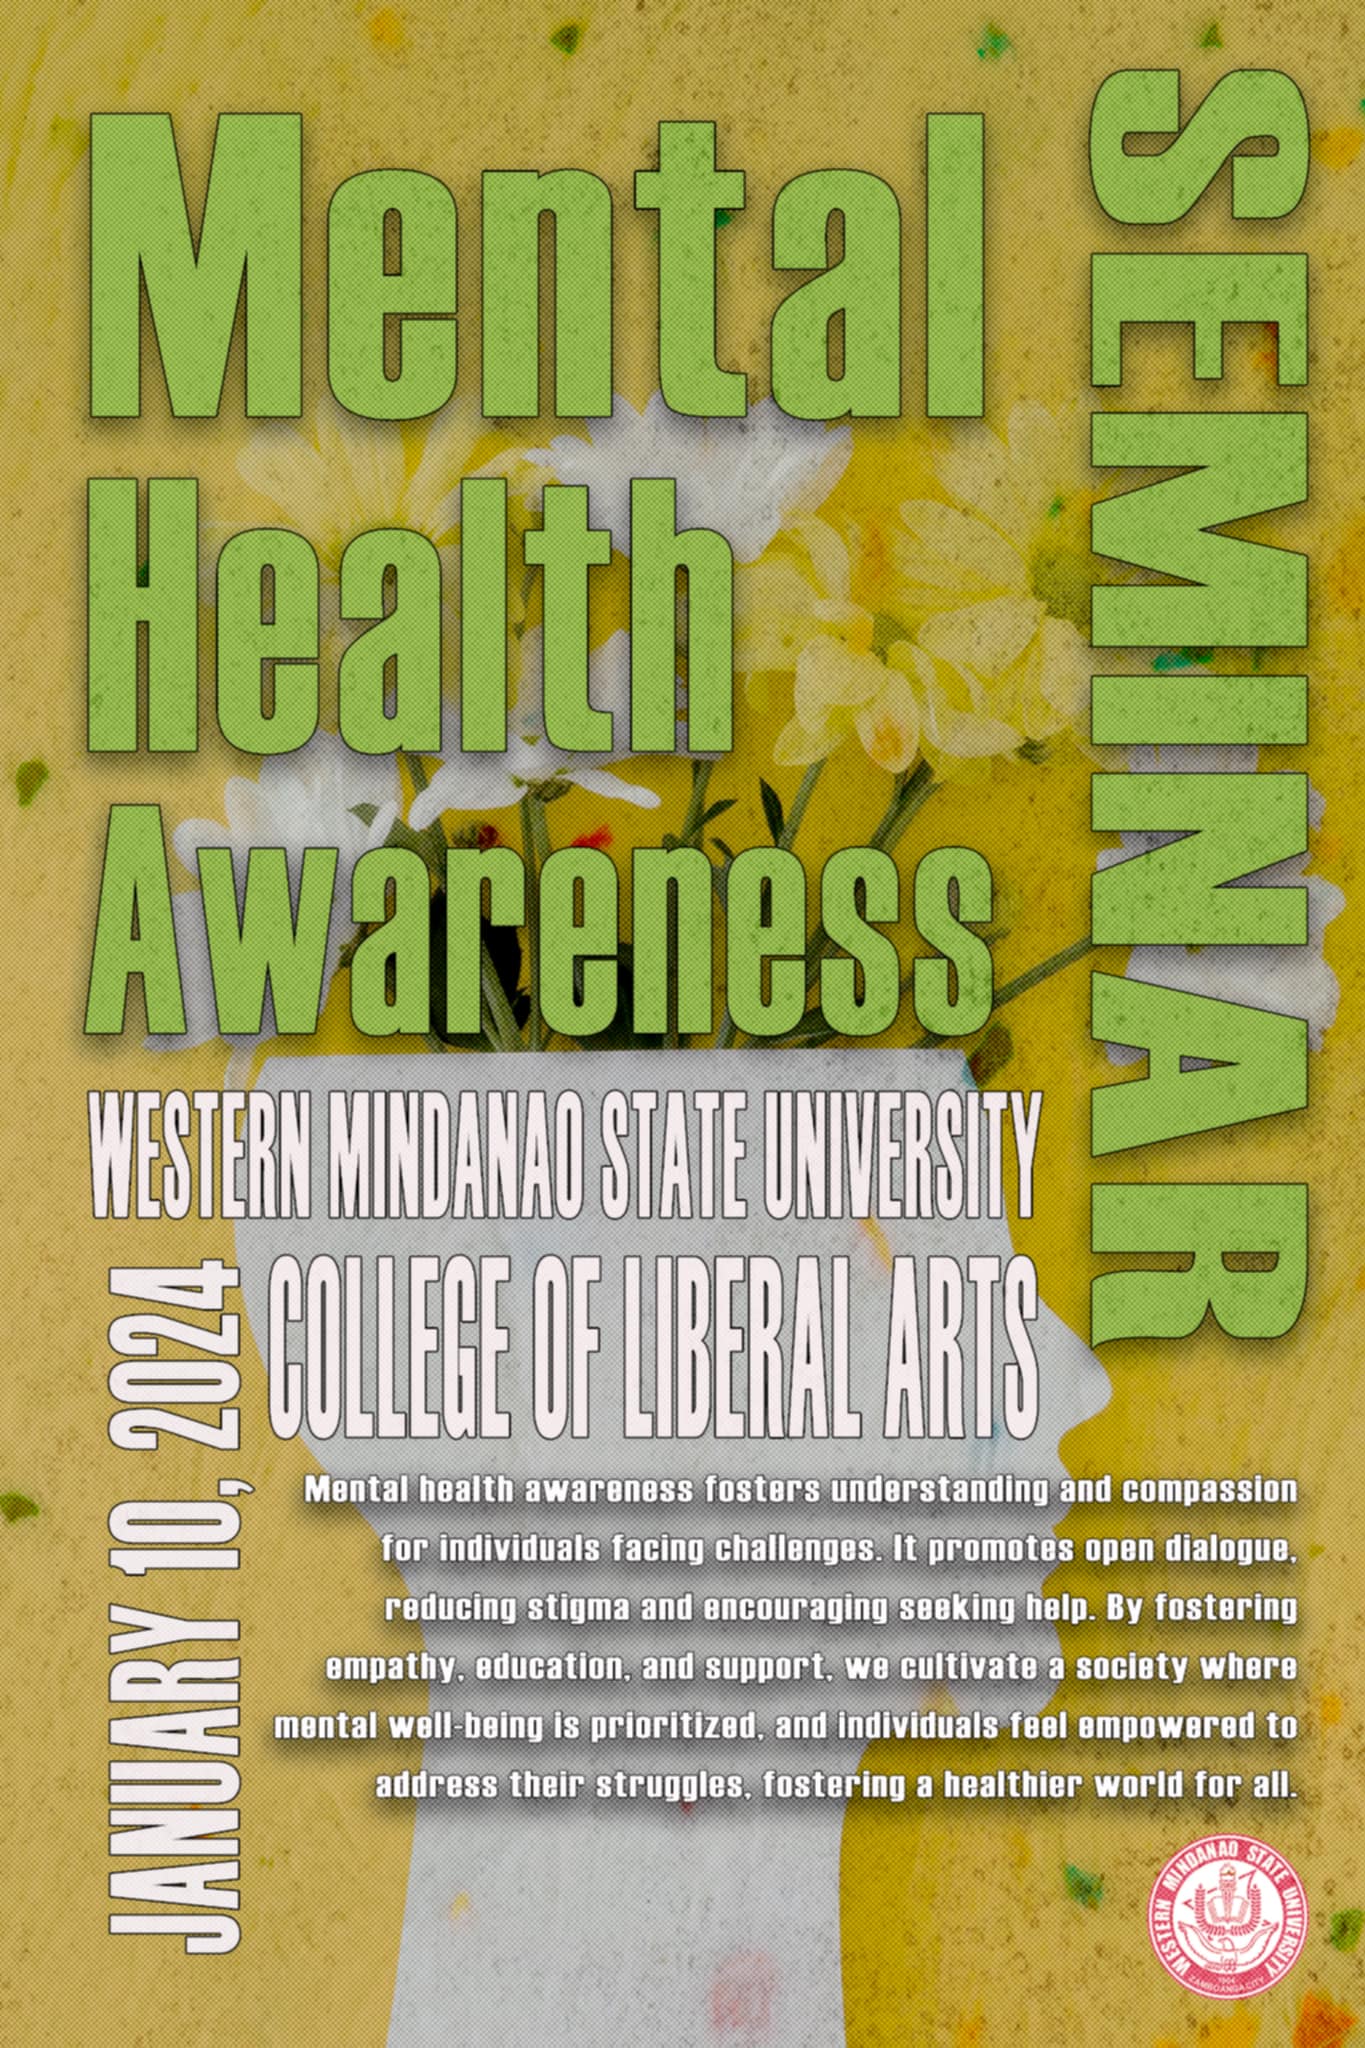 Mental
Health
Awareness
SEMINAR
WESTERN MINDANAO STATE UNIVERSITY
COLLEGE OF LIBERAL ARTS
JANUARY 10, 2024
Mental health awareness fosters understanding and compassion
for individuals facing challenges. It promotes open dialogue,
reducing stigma and encouraging seeking help. By fostering
empathy, education, and support, we cultivate a society where
mental well-being is prioritized, and individuals feel empowered to
address their struggles, fostering a healthier world for all.
WESTERN MINDANAO STATE UNIVERSITY
1904
ZAMBOANGA CITY